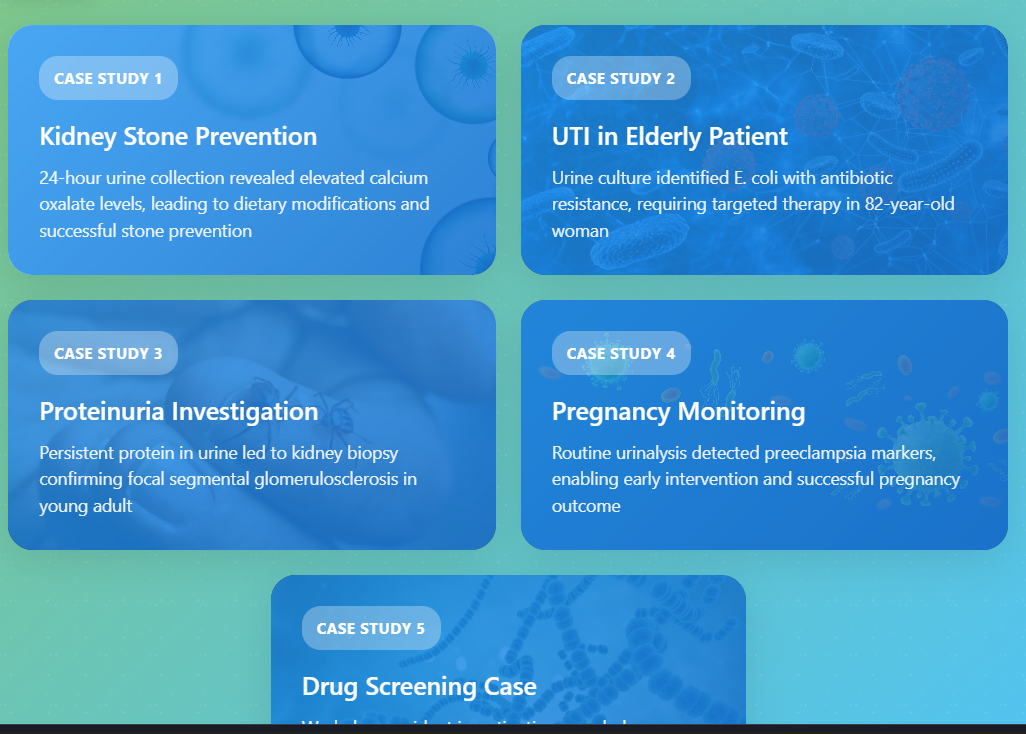 CASE STUDY 1
Kidney Stone Prevention
24-hour urine collection revealed elevated calcium
oxalate levels, leading to dietary modifications and
successful stone prevention
CASE STUDY 2
UTI in Elderly Patient
Urine culture identified E. coli with antibiotic
resistance, requiring targeted therapy in 82-year-old
woman
CASE STUDY 3
Proteinuria Investigation
Persistent protein in urine led to kidney biopsy
confirming focal segmental glomerulosclerosis in
young adult
CASE STUDY 4
Pregnancy Monitoring
Routine urinalysis detected preeclampsia markers,
enabling early intervention and successful pregnancy
outcome
CASE STUDY 5
Drug Screening Case